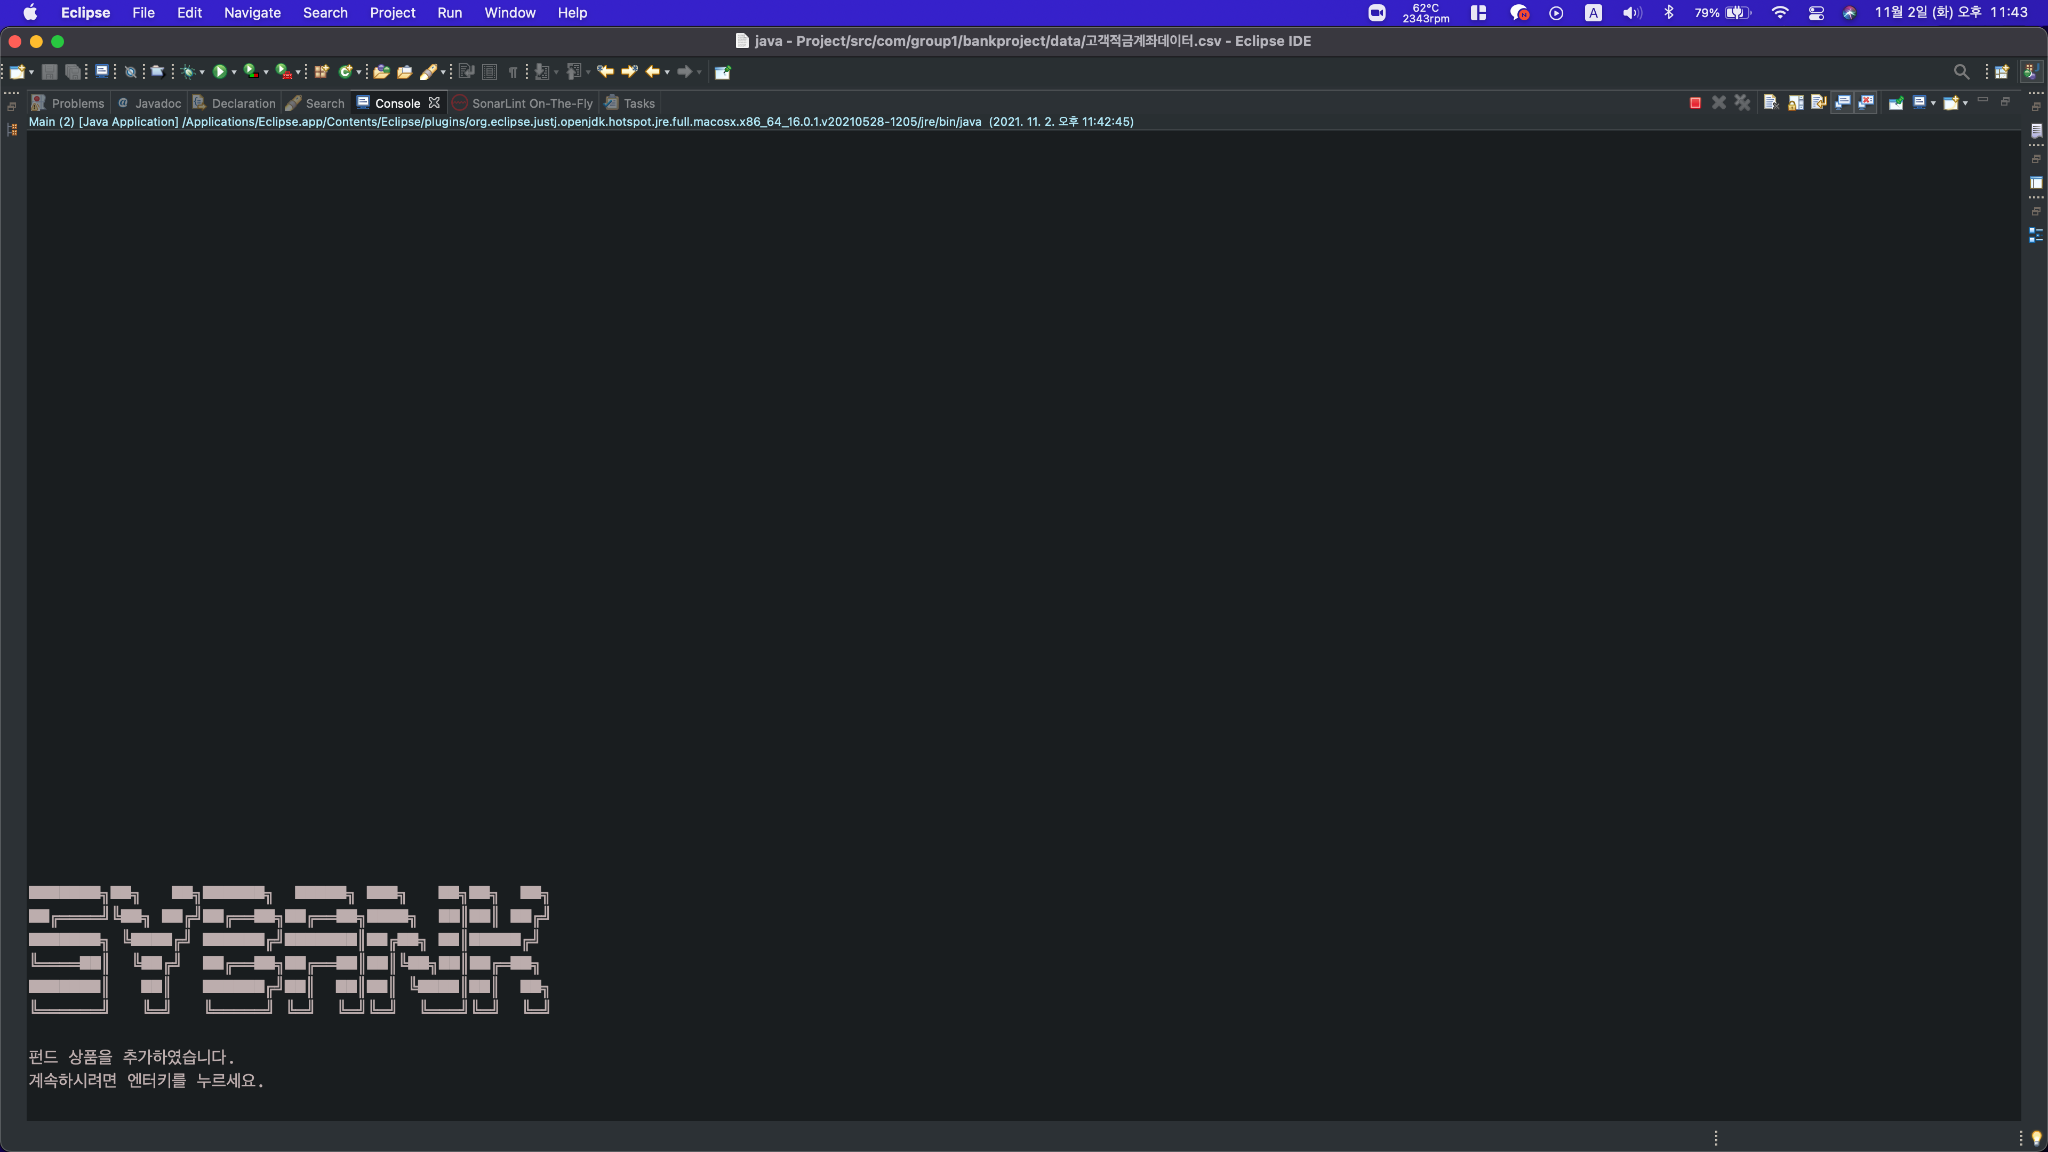 Eclipse File Edit Navigate Search Project Run Window Help 62°C 2343rpm A 79% 11월 2일 (화) 오후 11:43
java - Project/src/com/group1/bankproject/data/고객적금계좌데이터.csv - Eclipse IDE
Problems @ Javadoc Declaration Search Console SonarLint On-The-Fly Tasks
Main (2) [Java Application] /Applications/Eclipse.app/Contents/Eclipse/plugins/org.eclipse.justj.openjdk.hotspot.jre.full.macosx.x86_64_16.0.1.v20210528-1205/jre/bin/java (2021. 11. 2. 오후 11:42:45)
SYBANK
펀드 상품을 추가하였습니다.
계속하시려면 엔터키를 누르세요.